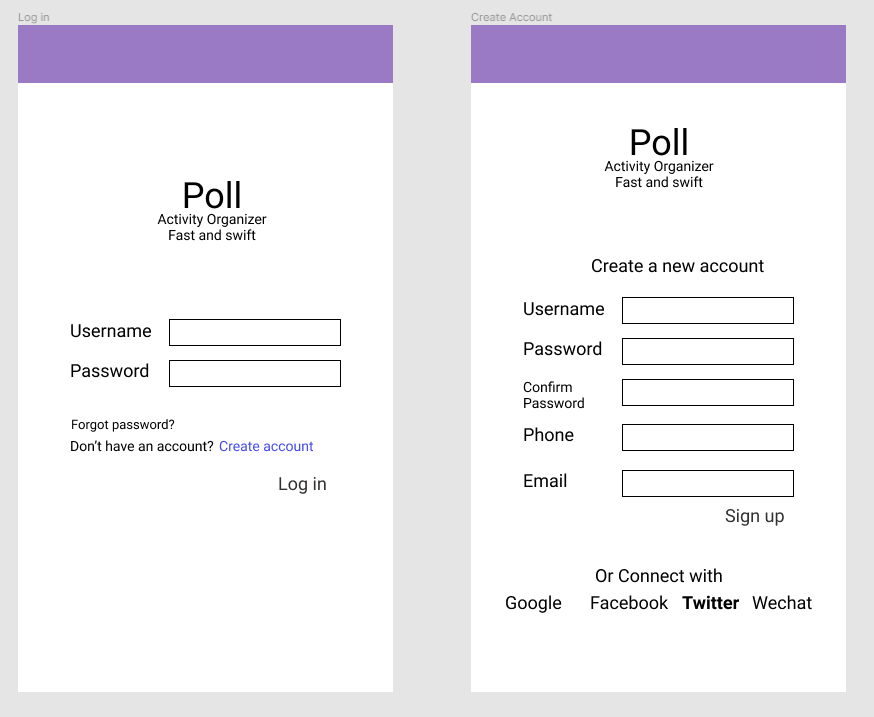 Log in
Poll
Activity Organizer
Fast and swift
Username
Password
Forgot password?
Don't have an account? Create account
Log in
Create Account
Poll
Activity Organizer
Fast and swift
Create a new account
Username
Password
Confirm
Password
Phone
Email
Sign up
Or Connect with
Google Facebook Twitter Wechat